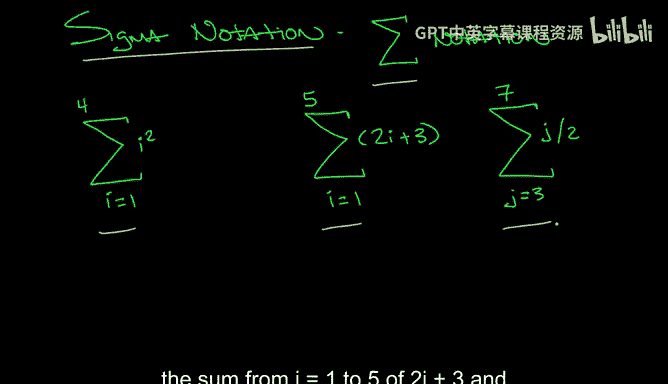 Sigma Notation - ∑ Notation
GPT中英字幕课程资源 bilibili
4 5 7
∑ i² ∑ (2i+3) ∑ j/2
i=1 i=1 j=3
the sum from i = 1 to 5 of 2i + 3 and